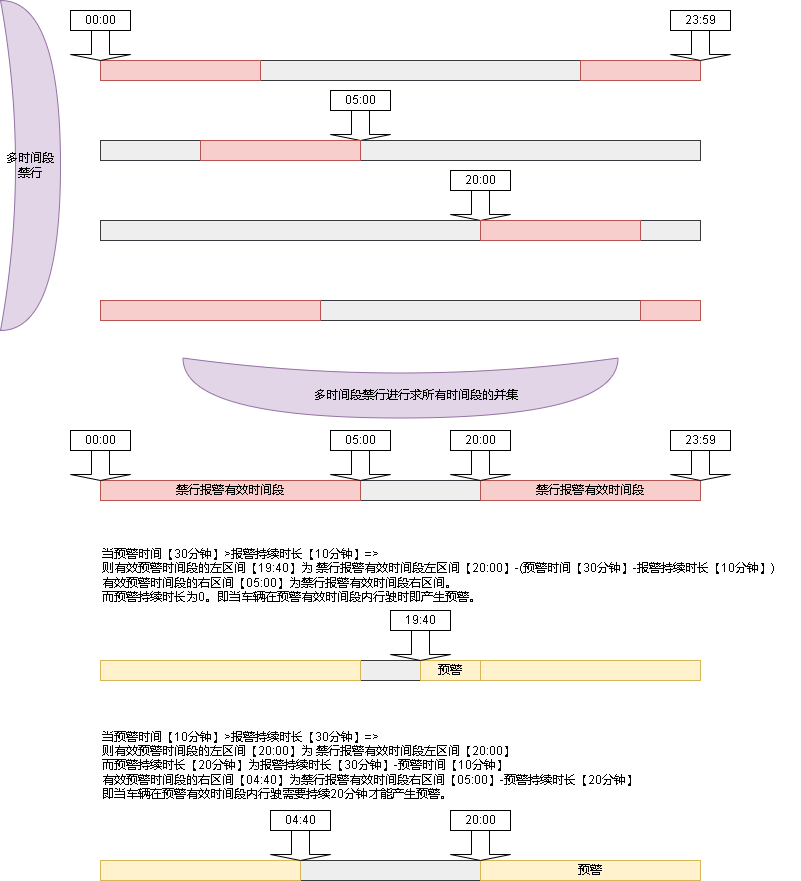 00:00
23:59
05:00
多时间段
禁行
20:00
多时间段禁行进行求所有时间段的并集
00:00
05:00
20:00
23:59
禁行报警有效时间段
禁行报警有效时间段
当预警时间【30分钟】>报警持续时长【10分钟】=>
则有效预警时间段的左区间【19:40】为 禁行报警有效时间段左区间【20:00】-(预警时间【30分钟】-报警持续时长【10分钟】)
有效预警时间段的右区间【05:00】为禁行报警有效时间段右区间。
而预警持续时长为0。即当车辆在预警有效时间段内行驶时即产生预警。
19:40
预警
当预警时间【10分钟】>报警持续时长【30分钟】=>
则有效预警时间段的左区间【20:00】为 禁行报警有效时间段左区间【20:00】
而预警持续时长【20分钟】为报警持续时长【30分钟】-预警时间【10分钟】
有效预警时间段的右区间【04:40】为禁行报警有效时间段右区间【05:00】-预警持续时长【20分钟】
即当车辆在预警有效时间段内行驶需要持续20分钟才能产生预警。
04:40
20:00
预警